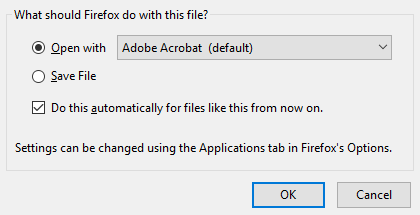 What should Firefox do with this file?
Open with Adobe Acrobat (default)
Save File
Do this automatically for files like this from now on.
Settings can be changed using the Applications tab in Firefox's Options.
OK Cancel